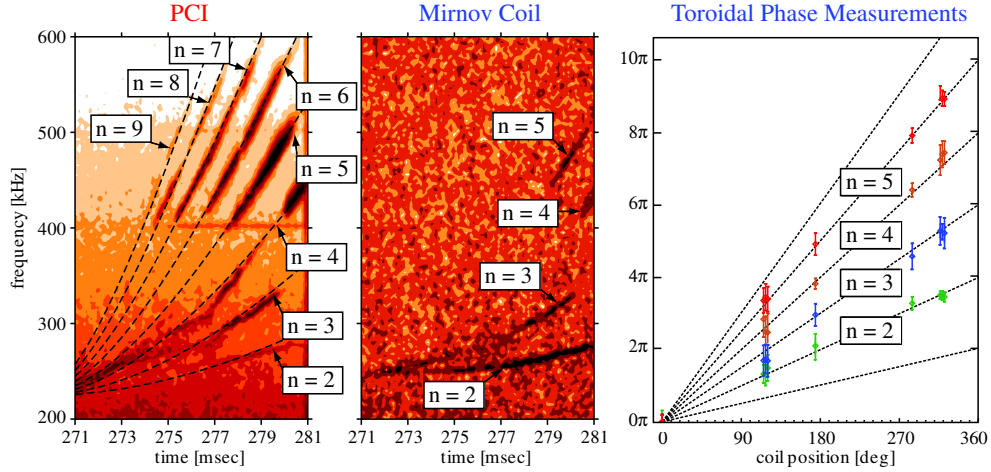 PCI
Mirnov Coil
Toroidal Phase Measurements
frequency [kHz]
600
500
400
300
200
n = 7
n = 8
n = 9
n = 6
n = 5
n = 4
n = 3
n = 2
271 273 275 277 279 281
time [msec]
n = 5
n = 4
n = 3
n = 2
271 273 275 277 279 281
time [msec]
10π
8π
6π
4π
2π
0π
n = 5
n = 4
n = 3
n = 2
0 90 180 270 360
coil position [deg]